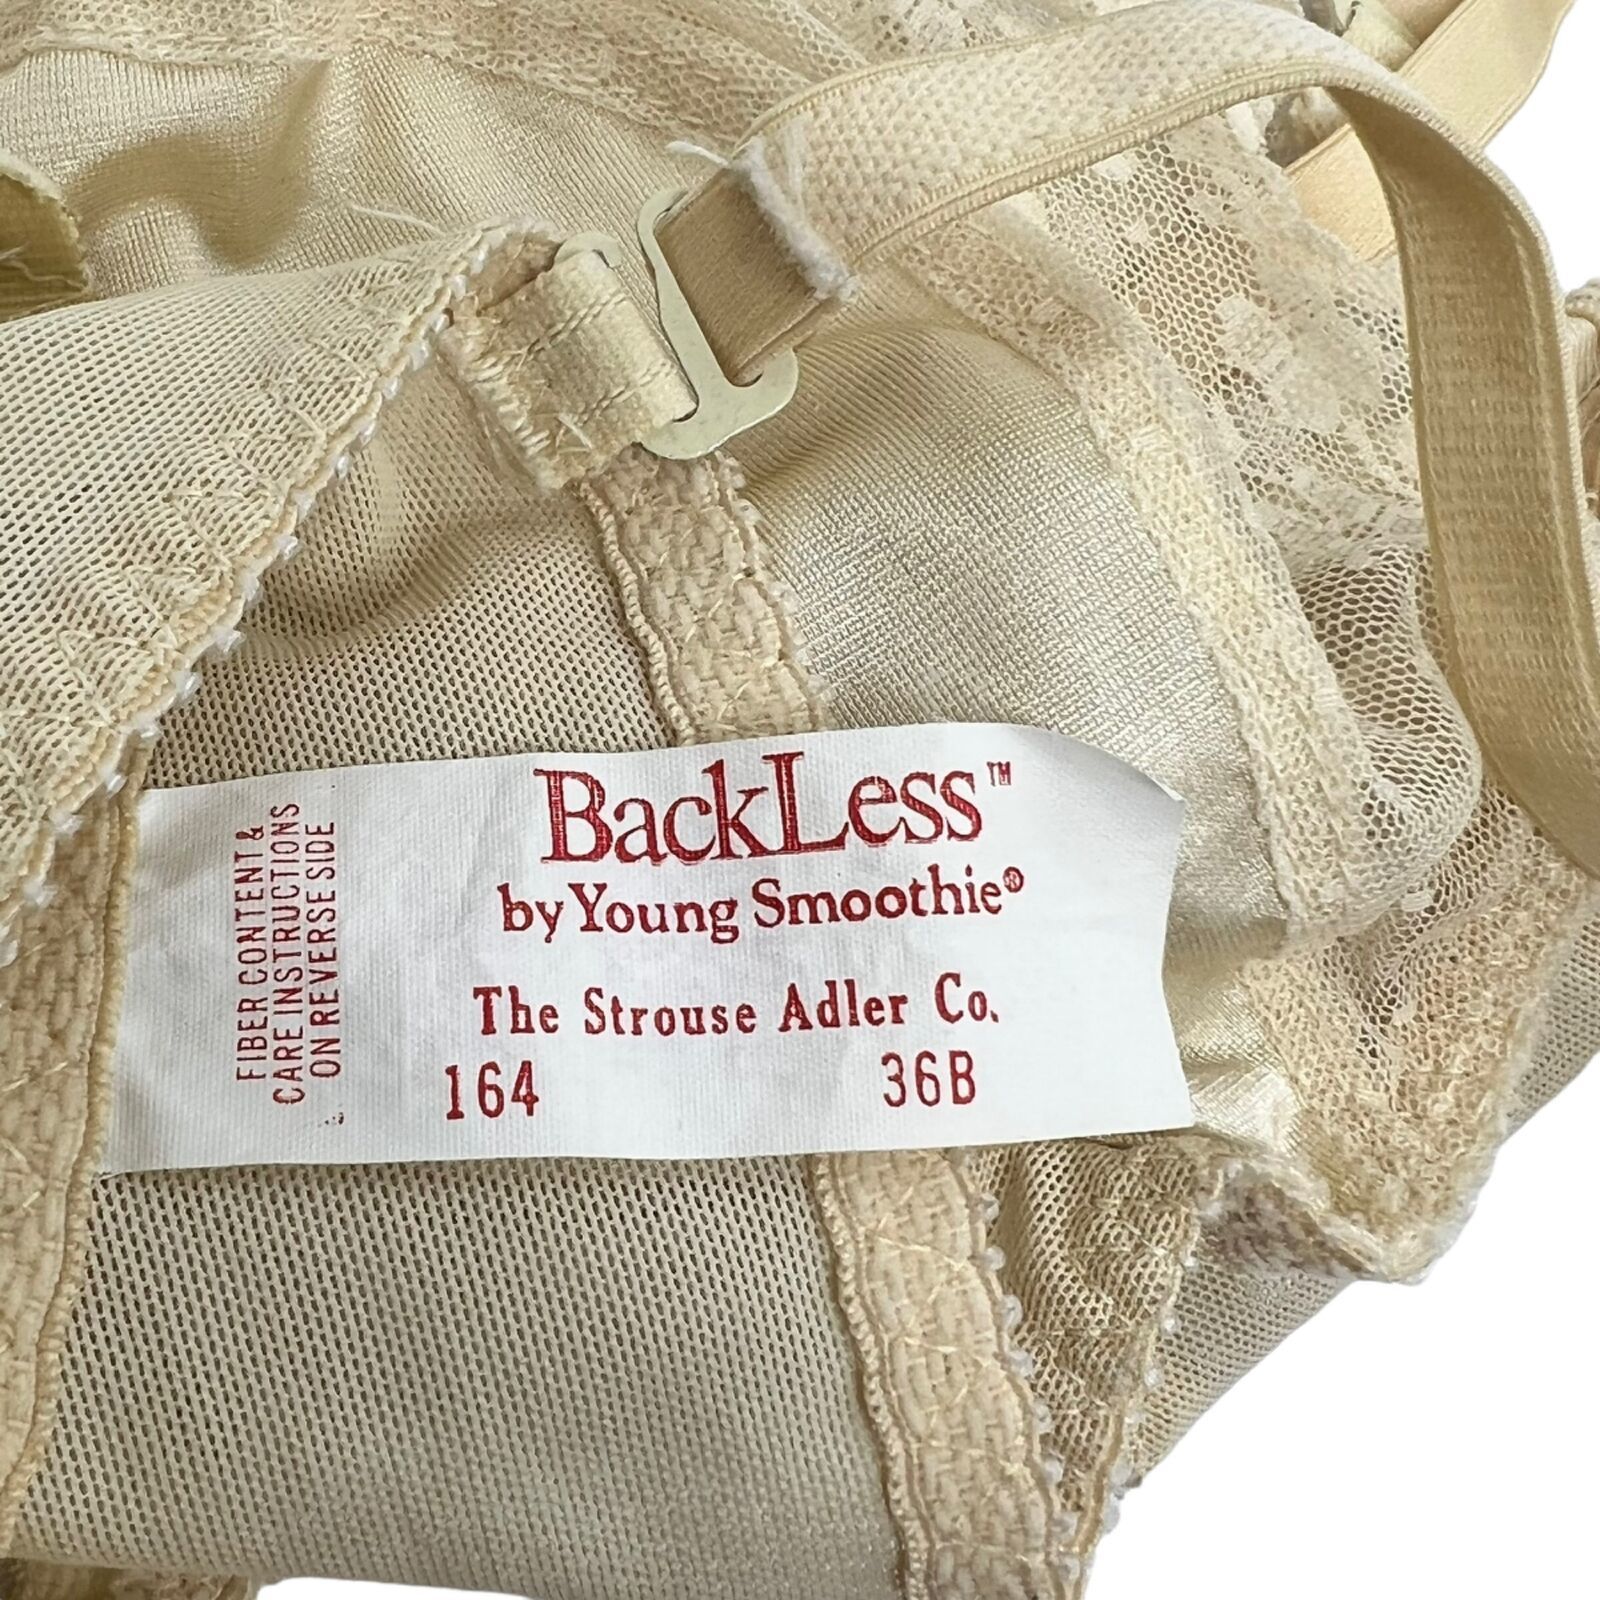 BackLess™
by Young Smoothie®
The Strouse Adler Co.
164 36B
FIBER CONTENT &
CARE INSTRUCTIONS
ON REVERSE SIDE